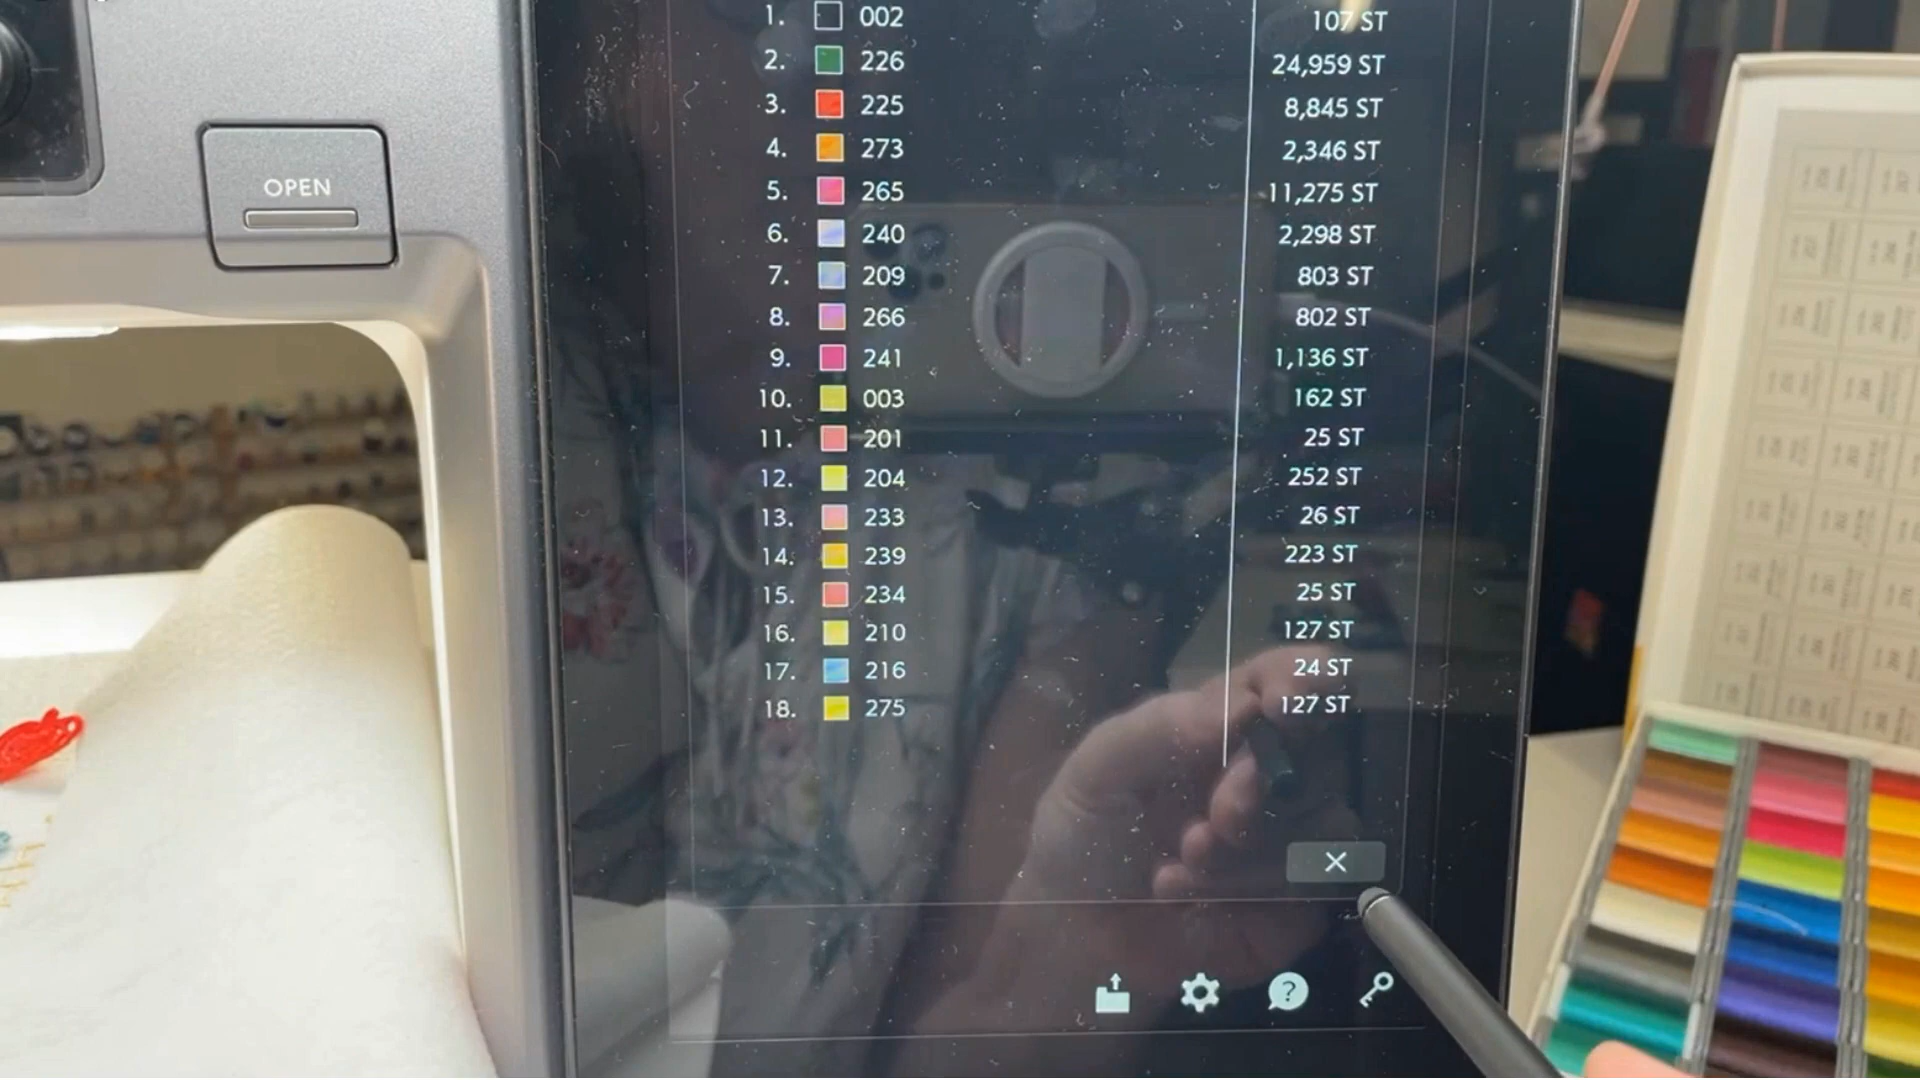 OPEN
1. 002 107 ST
2. 226 24,959 ST
3. 225 8,845 ST
4. 273 2,346 ST
5. 265 11,275 ST
6. 240 2,298 ST
7. 209 803 ST
8. 266 802 ST
9. 241 1,136 ST
10. 003 162 ST
11. 201 25 ST
12. 204 252 ST
13. 233 26 ST
14. 239 223 ST
15. 234 25 ST
16. 210 127 ST
17. 216 24 ST
18. 275 127 ST